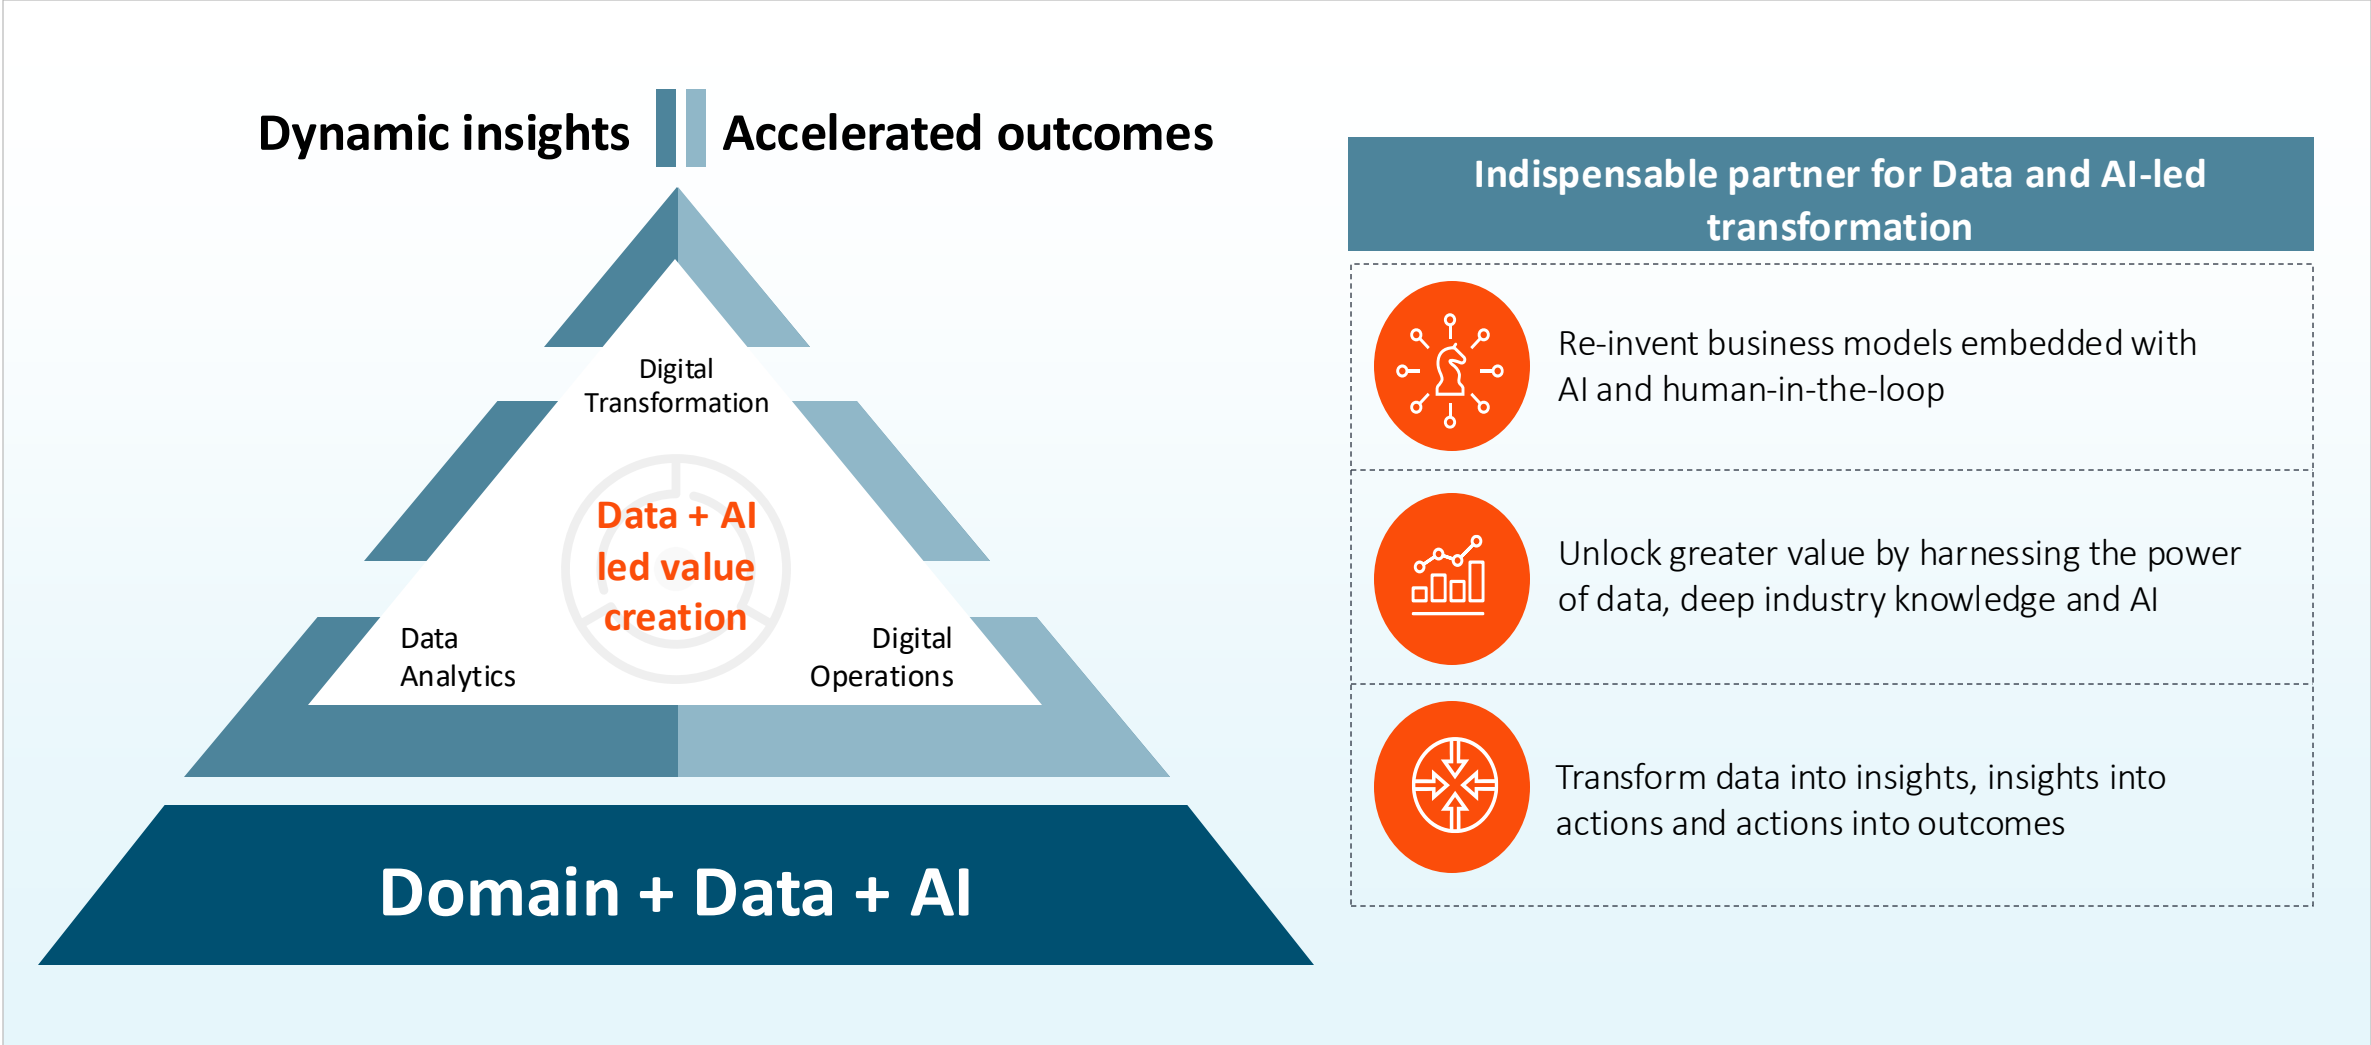 Dynamic insights
Accelerated outcomes
Digital
Transformation
Data + AI
led value
creation
Data
Analytics
Digital
Operations
Domain + Data + AI
Indispensable partner for Data and AI-led
transformation
Re-invent business models embedded with
AI and human-in-the-loop
Unlock greater value by harnessing the power
of data, deep industry knowledge and AI
Transform data into insights, insights into
actions and actions into outcomes